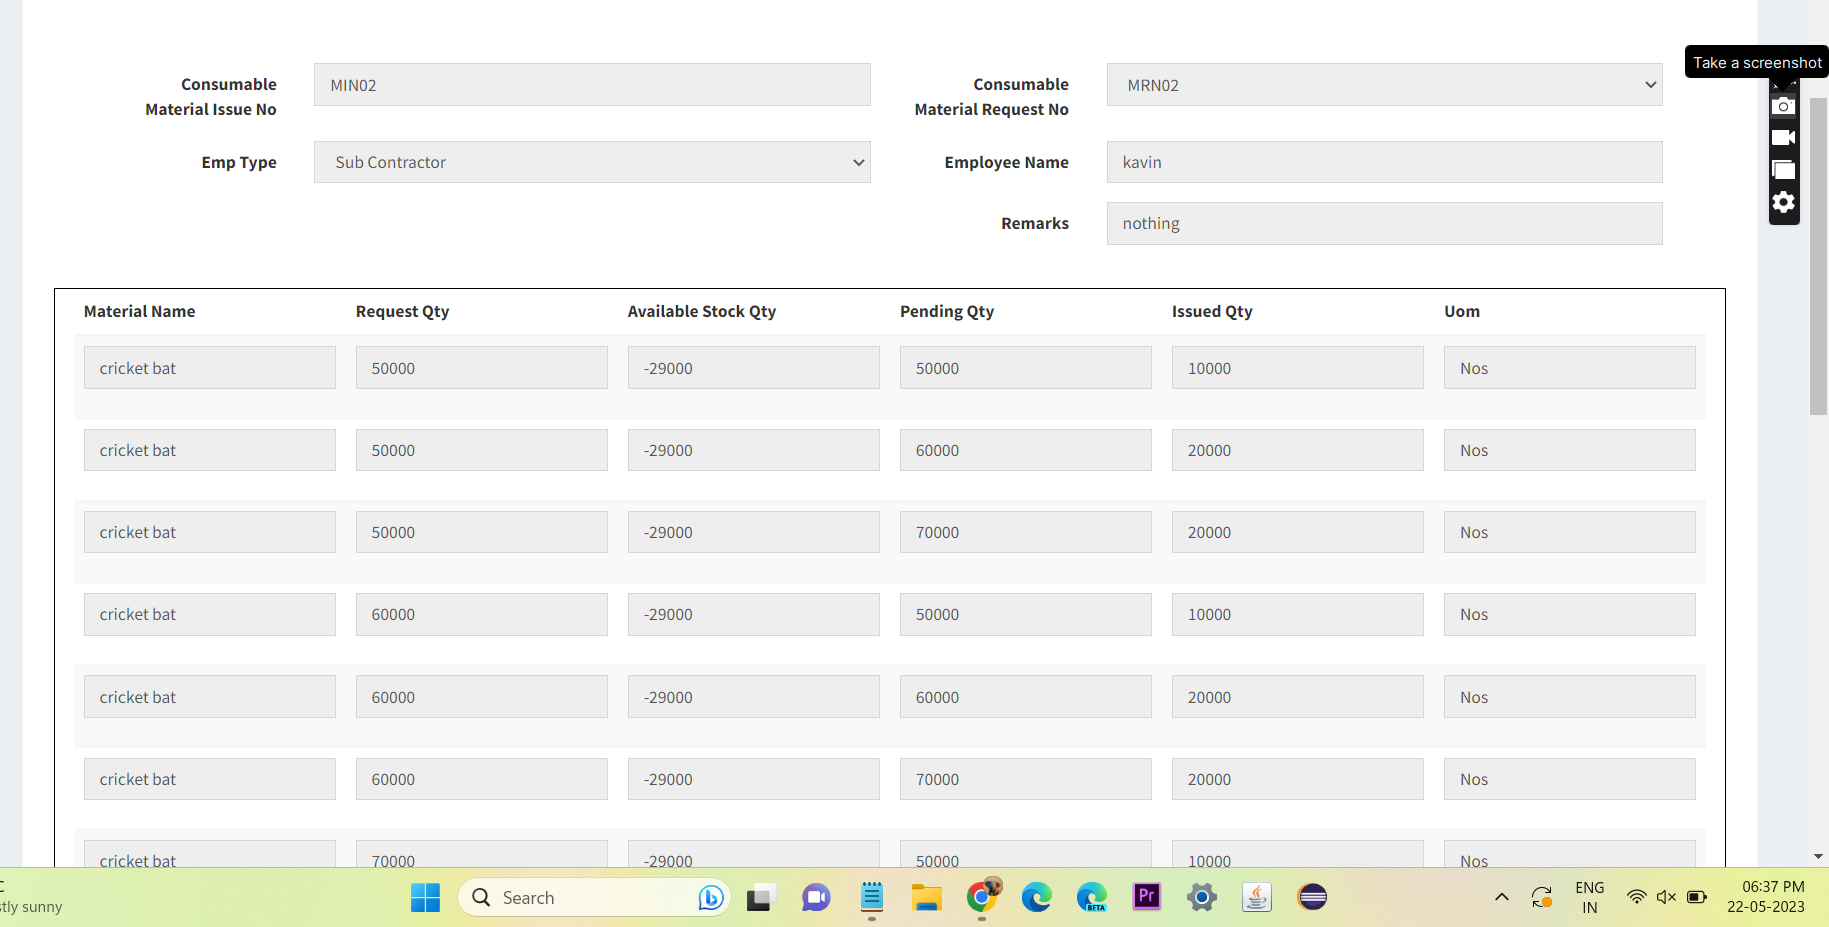 Take a screenshot
Consumable Material Issue No
MIN02
Consumable Material Request No
MRN02
Emp Type
Sub Contractor
Employee Name
kavin
Remarks
nothing
Material Name Request Qty Available Stock Qty Pending Qty Issued Qty Uom
cricket bat 50000 -29000 50000 10000 Nos
cricket bat 50000 -29000 60000 20000 Nos
cricket bat 50000 -29000 70000 20000 Nos
cricket bat 60000 -29000 50000 10000 Nos
cricket bat 60000 -29000 60000 20000 Nos
cricket bat 60000 -29000 70000 20000 Nos
cricket bat 70000 -29000 50000 10000 Nos
sunny
Search
BETA
Pr
ENG
IN
06:37 PM
22-05-2023